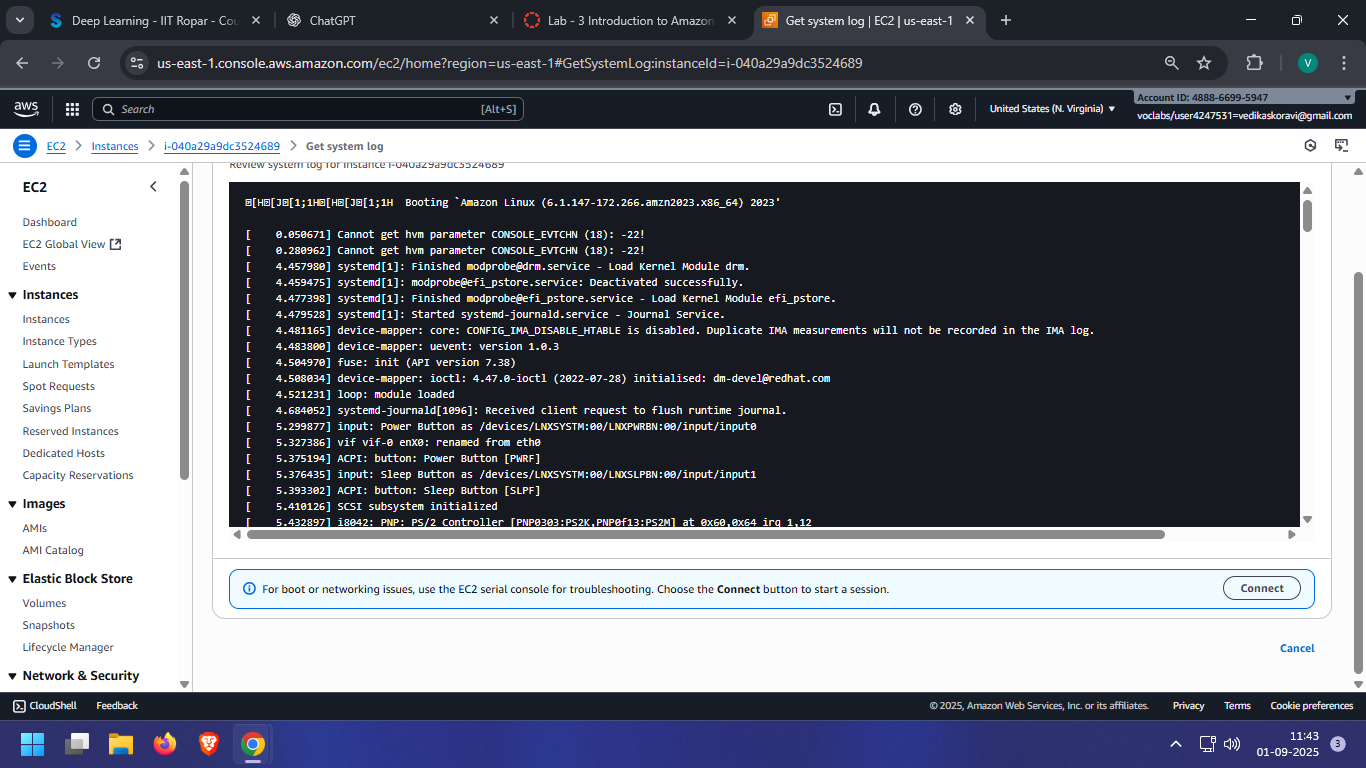 Deep Learning - IIT Ropar - Cou
ChatGPT
Lab - 3 Introduction to Amazon
Get system log | EC2 | us-east-1
us-east-1.console.aws.amazon.com/ec2/home?region=us-east-1#GetSystemLog:instanceId=i-040a29a9dc3524689
V
aws
Search
[Alt+S]
United States (N. Virginia)
Account ID: 4888-6699-5947
voclabs/user4247531=vedikaskoravi@gmail.com
EC2 > Instances > i-040a29a9dc3524689 > Get system log
EC2
Dashboard
EC2 Global View
Events
Instances
Instances
Instance Types
Launch Templates
Spot Requests
Savings Plans
Reserved Instances
Dedicated Hosts
Capacity Reservations
Images
AMIs
AMI Catalog
Elastic Block Store
Volumes
Snapshots
Lifecycle Manager
Network & Security
Review system log for instance i-040a29a9dc3524689
[H[J[1;1H[H[J[1;1H  Booting `Amazon Linux (6.1.147-172.266.amzn2023.x86_64) 2023'
[    0.050671] Cannot get hvm parameter CONSOLE_EVTCHN (18): -22!
[    0.280962] Cannot get hvm parameter CONSOLE_EVTCHN (18): -22!
[    4.457980] systemd[1]: Finished modprobe@drm.service - Load Kernel Module drm.
[    4.459475] systemd[1]: modprobe@efi_pstore.service: Deactivated successfully.
[    4.477398] systemd[1]: Finished modprobe@efi_pstore.service - Load Kernel Module efi_pstore.
[    4.479528] systemd[1]: Started systemd-journald.service - Journal Service.
[    4.481165] device-mapper: core: CONFIG_IMA_DISABLE_HTABLE is disabled. Duplicate IMA measurements will not be recorded in the IMA log.
[    4.483800] device-mapper: uevent: version 1.0.3
[    4.504970] fuse: init (API version 7.38)
[    4.508034] device-mapper: ioctl: 4.47.0-ioctl (2022-07-28) initialised: dm-devel@redhat.com
[    4.521231] loop: module loaded
[    4.684052] systemd-journald[1096]: Received client request to flush runtime journal.
[    5.299877] input: Power Button as /devices/LNXSYSTM:00/LNXPWRBN:00/input/input0
[    5.327386] vif vif-0 enX0: renamed from eth0
[    5.375194] ACPI: button: Power Button [PWRF]
[    5.376435] input: Sleep Button as /devices/LNXSYSTM:00/LNXSLPBN:00/input/input1
[    5.393302] ACPI: button: Sleep Button [SLPF]
[    5.410126] SCSI subsystem initialized
[    5.432897] i8042: PNP: PS/2 Controller [PNP0303:PS2K,PNP0f13:PS2M] at 0x60,0x64 irq 1,12
For boot or networking issues, use the EC2 serial console for troubleshooting. Choose the Connect button to start a session.
Connect
Cancel
CloudShell
Feedback
© 2025, Amazon Web Services, Inc. or its affiliates.
Privacy
Terms
Cookie preferences
11:43
01-09-2025
3